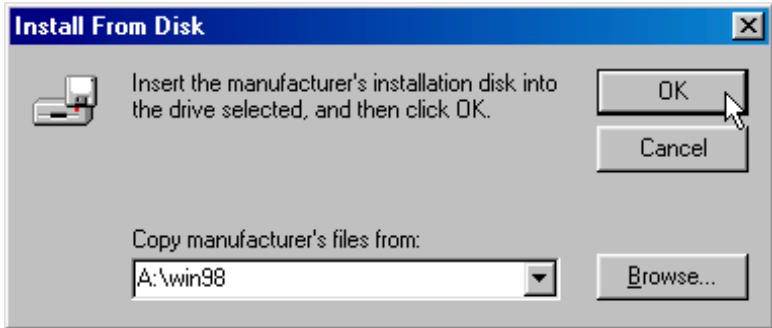 Install From Disk
Insert the manufacturer's installation disk into
the drive selected, and then click OK.
OK
Cancel
Copy manufacturer's files from:
A:\win98
Browse...